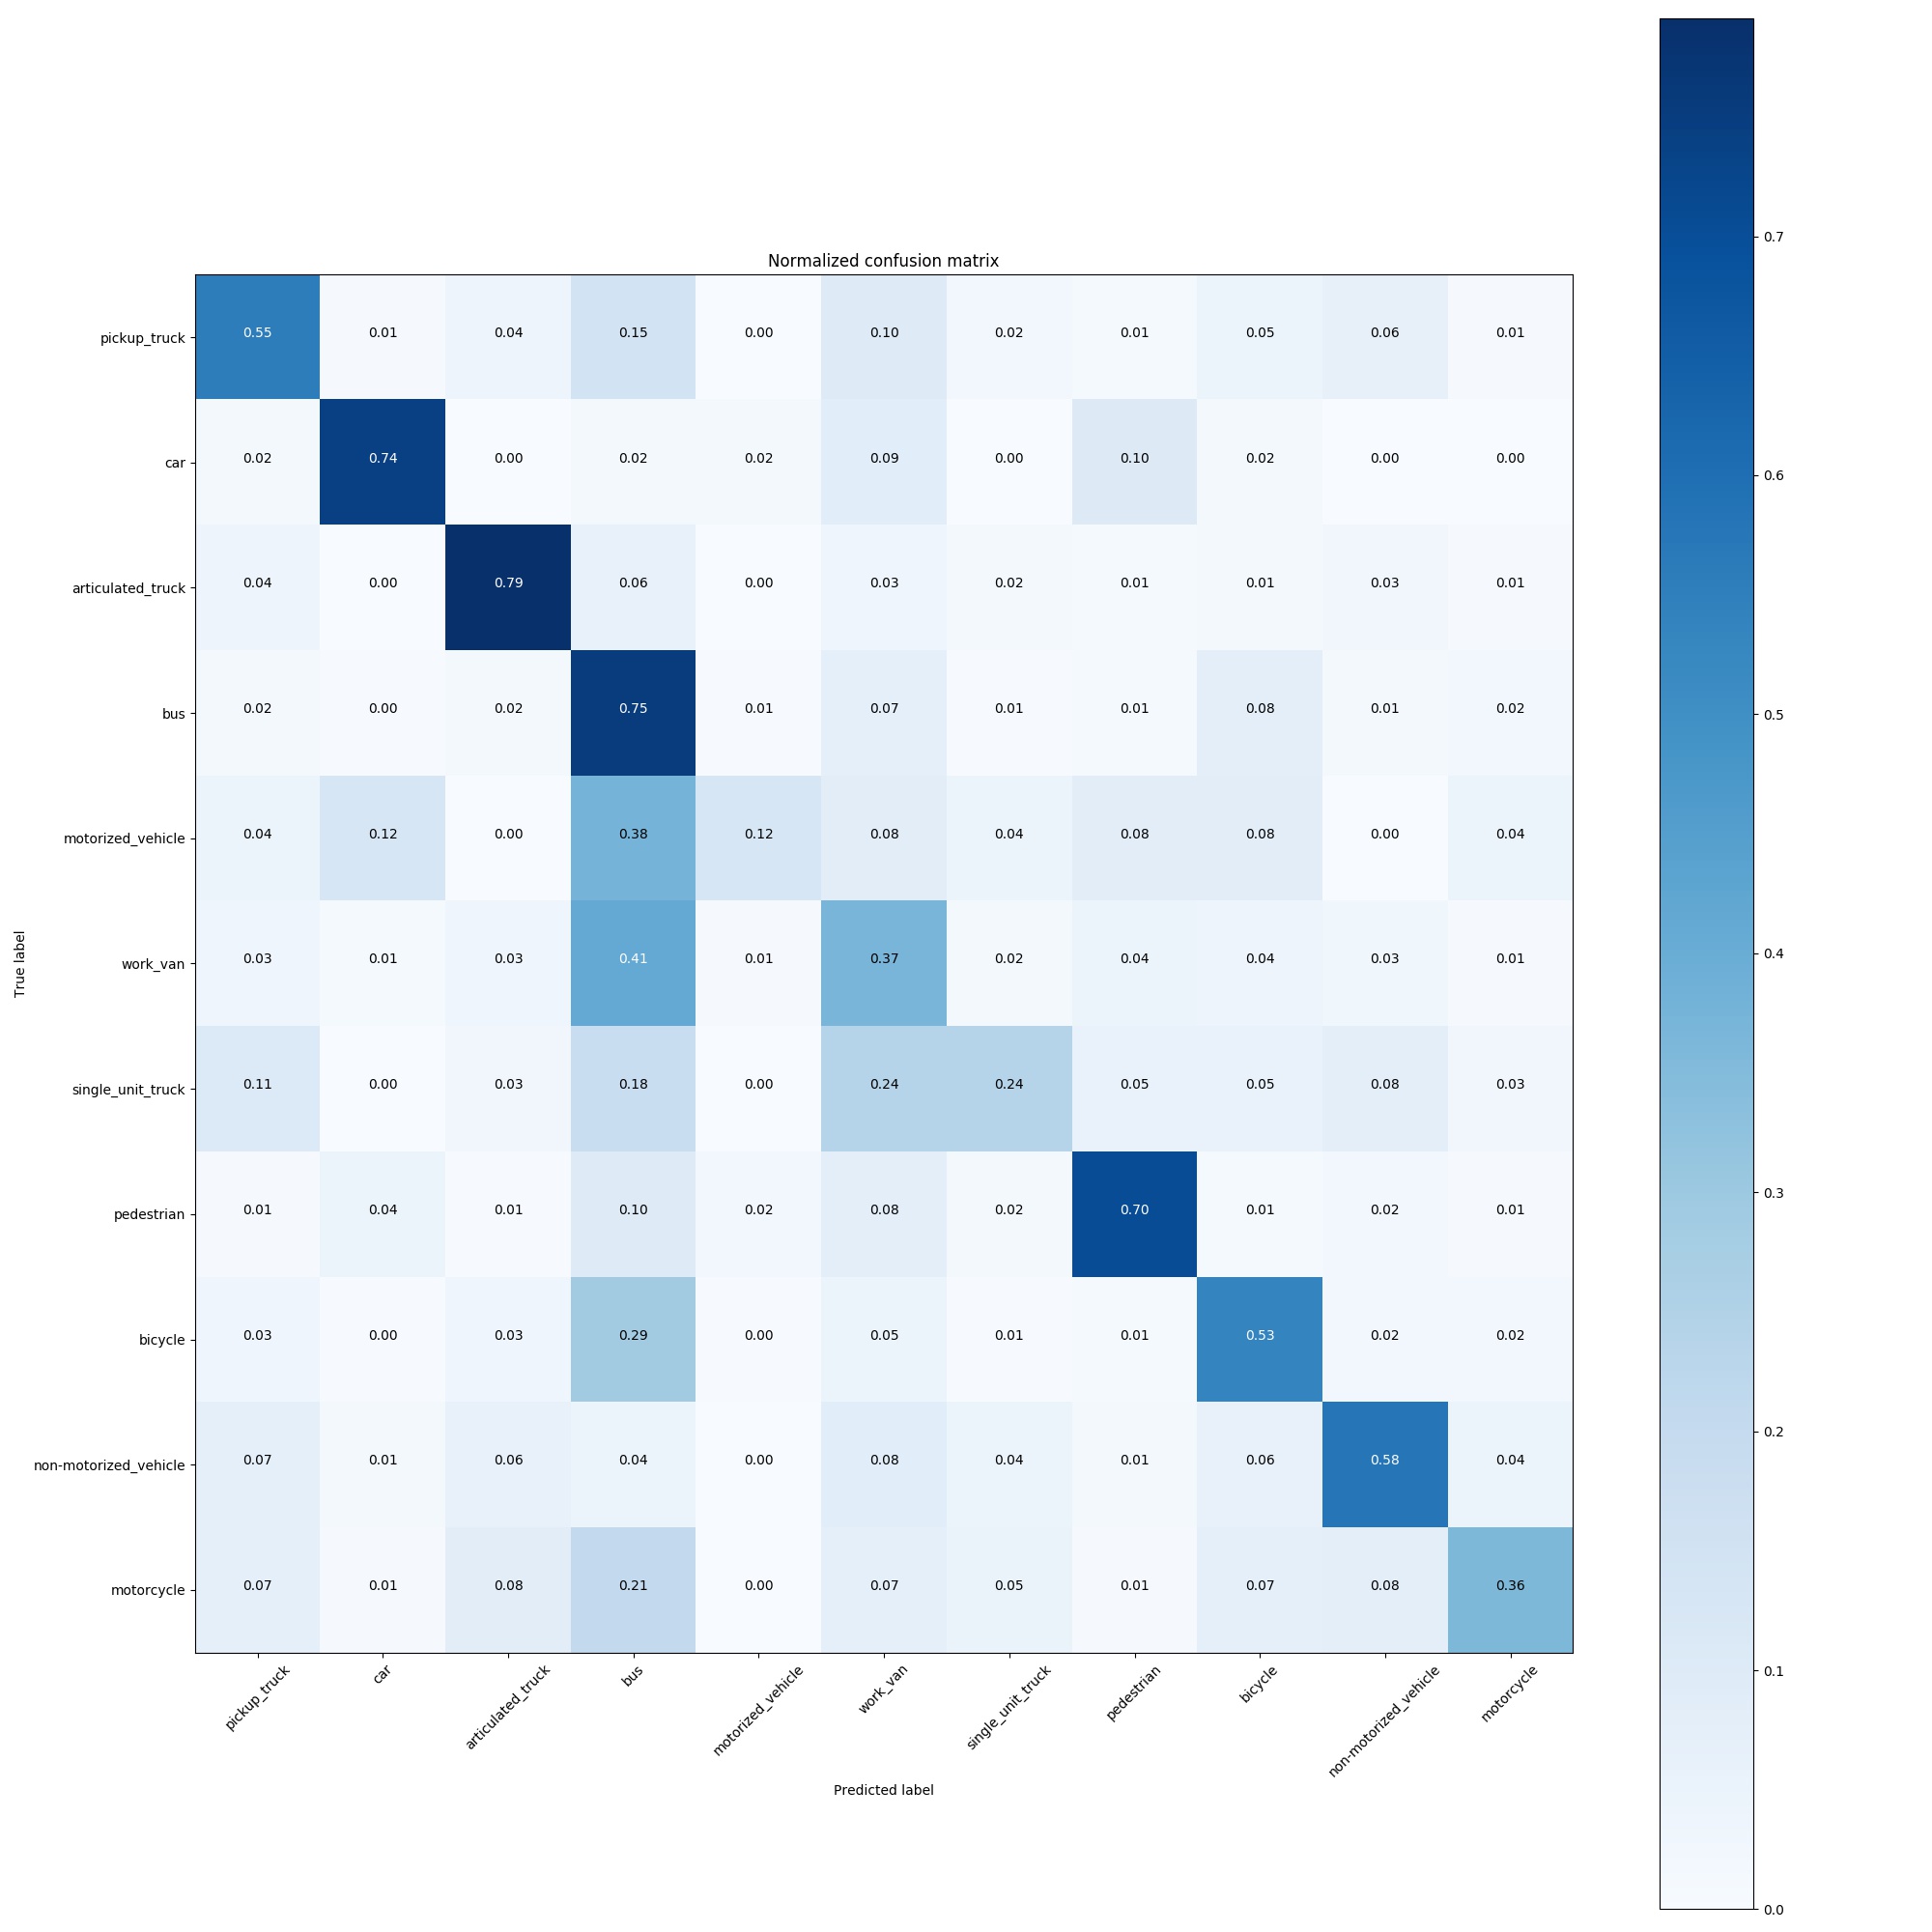 Normalized confusion matrix
pickup_truck 0.55 0.01 0.04 0.15 0.00 0.10 0.02 0.01 0.05 0.06 0.01
car 0.02 0.74 0.00 0.02 0.02 0.09 0.00 0.10 0.02 0.00 0.00
articulated_truck 0.04 0.00 0.79 0.06 0.00 0.03 0.02 0.01 0.01 0.03 0.01
bus 0.02 0.00 0.02 0.75 0.01 0.07 0.01 0.01 0.08 0.01 0.02
motorized_vehicle 0.04 0.12 0.00 0.38 0.12 0.08 0.04 0.08 0.08 0.00 0.04
work_van 0.03 0.01 0.03 0.41 0.01 0.37 0.02 0.04 0.04 0.03 0.01
single_unit_truck 0.11 0.00 0.03 0.18 0.00 0.24 0.24 0.05 0.05 0.08 0.03
pedestrian 0.01 0.04 0.01 0.10 0.02 0.08 0.02 0.70 0.01 0.02 0.01
bicycle 0.03 0.00 0.03 0.29 0.00 0.05 0.01 0.01 0.53 0.02 0.02
non-motorized_vehicle 0.07 0.01 0.06 0.04 0.00 0.08 0.04 0.01 0.06 0.58 0.04
motorcycle 0.07 0.01 0.08 0.21 0.00 0.07 0.05 0.01 0.07 0.08 0.36
pickup_truck car articulated_truck bus motorized_vehicle work_van single_unit_truck pedestrian bicycle non-motorized_vehicle motorcycle
Predicted label
True label
0.7
0.6
0.5
0.4
0.3
0.2
0.1
0.0